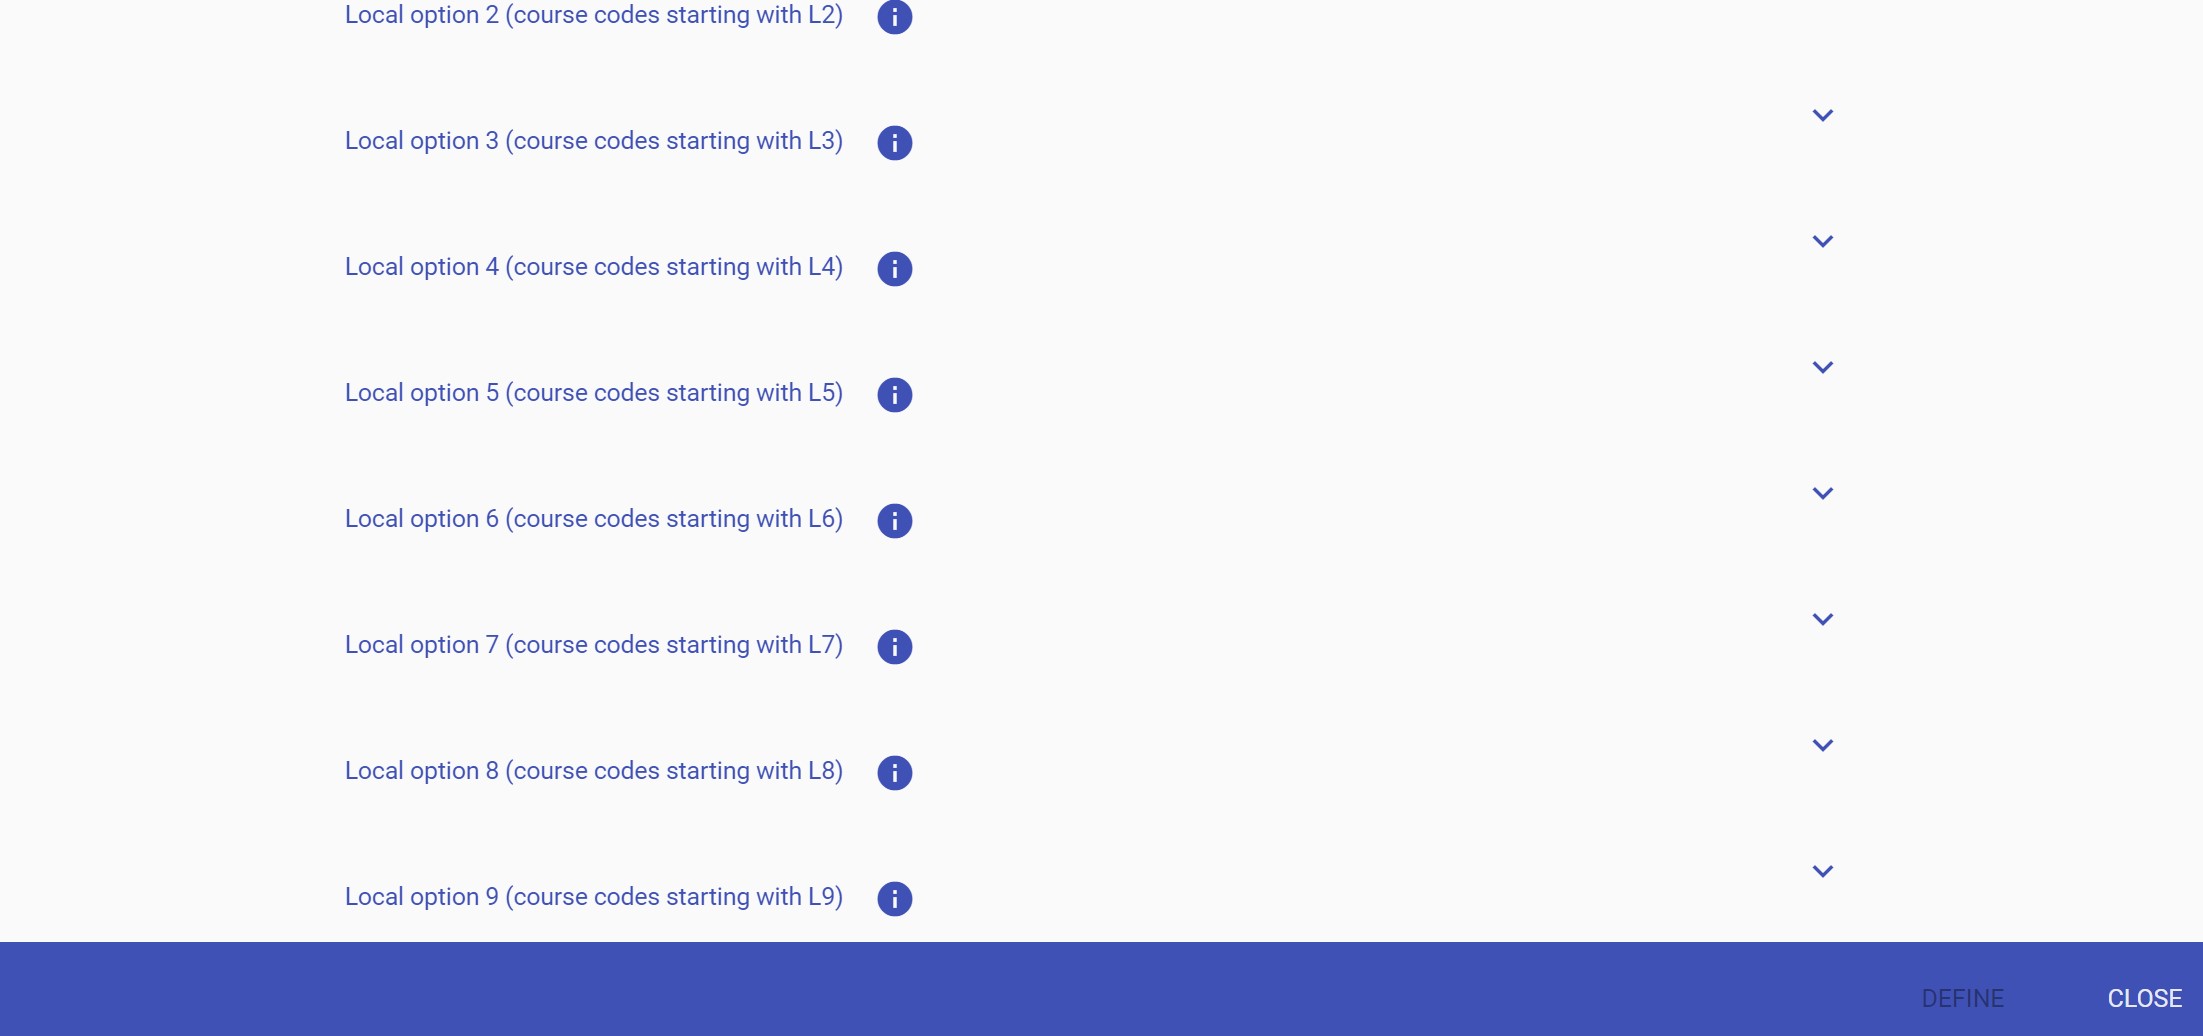 Local option 2 (course codes starting with L2)
Local option 3 (course codes starting with L3)
Local option 4 (course codes starting with L4)
Local option 5 (course codes starting with L5)
Local option 6 (course codes starting with L6)
Local option 7 (course codes starting with L7)
Local option 8 (course codes starting with L8)
Local option 9 (course codes starting with L9)
DEFINE CLOSE